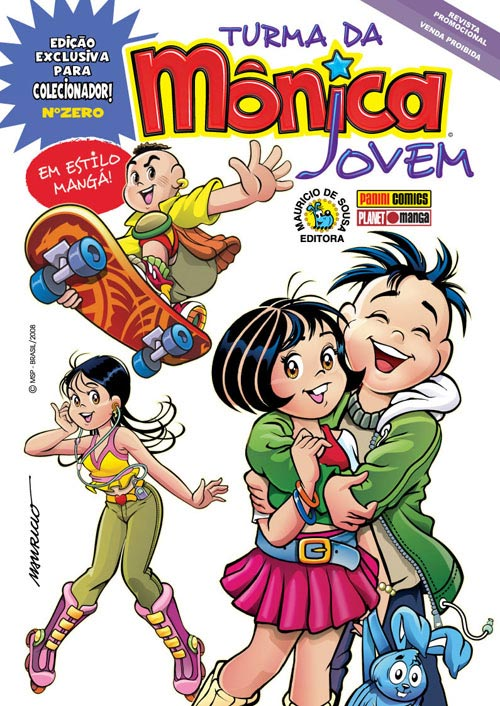 EDIÇÃO
EXCLUSIVA
PARA
COLECIONADOR!
Nº ZERO
TURMA DA
MÔNICA
JOVEM
©
REVISTA
PROMOCIONAL
VENDA PROIBIDA
EM ESTILO
MANGÁ!
MAURICIO DE SOUSA
EDITORA
PANINI COMICS
PLANET manga
© MSP - BRASIL/2008
MAURICIO